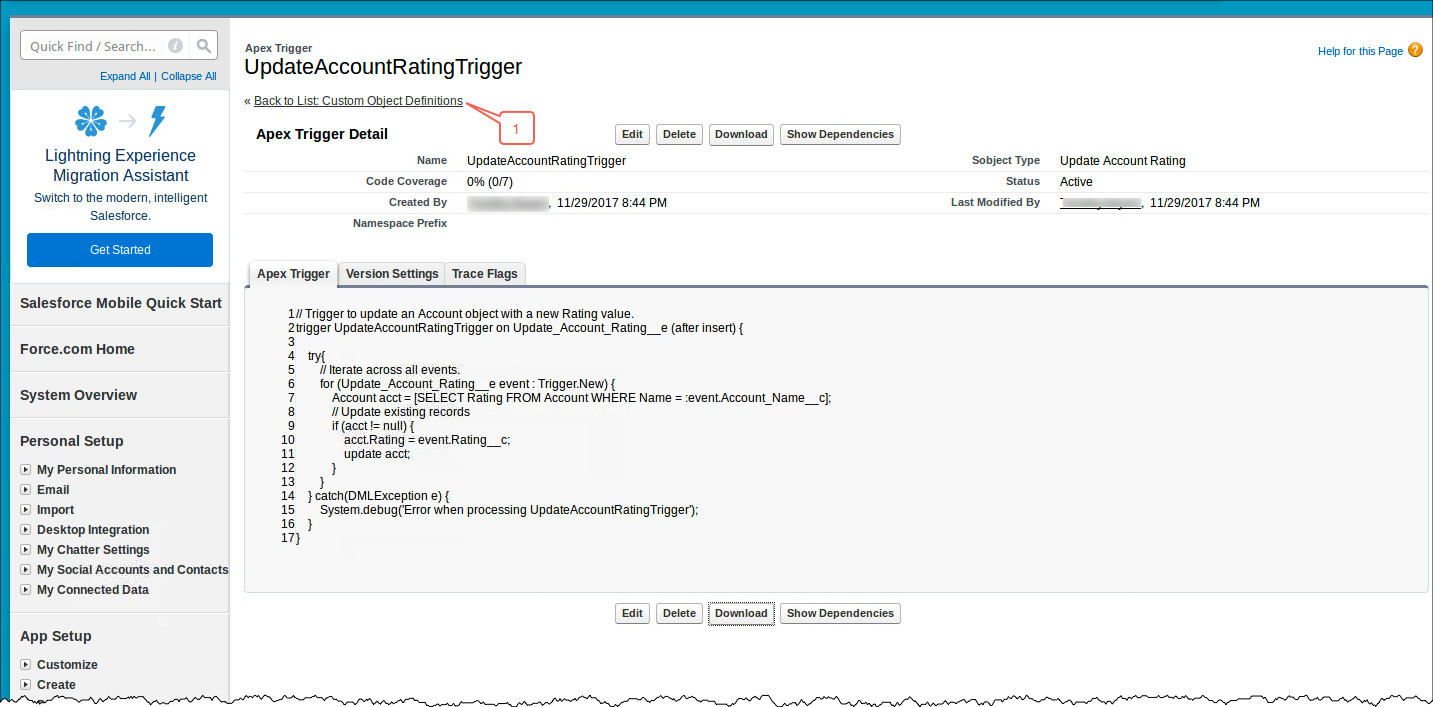 Quick Find / Search...
Expand All | Collapse All
Lightning Experience
Migration Assistant
Switch to the modern, intelligent
Salesforce.
Get Started
Salesforce Mobile Quick Start
Force.com Home
System Overview
Personal Setup
My Personal Information
Email
Import
Desktop Integration
My Chatter Settings
My Social Accounts and Contacts
My Connected Data
App Setup
Customize
Create
Apex Trigger
UpdateAccountRatingTrigger
Help for this Page ?
« Back to List: Custom Object Definitions
1
Apex Trigger Detail
Edit Delete Download Show Dependencies
Name UpdateAccountRatingTrigger Sobject Type Update Account Rating
Code Coverage 0% (0/7) Status Active
Created By , 11/29/2017 8:44 PM Last Modified By , 11/29/2017 8:44 PM
Namespace Prefix
Apex Trigger Version Settings Trace Flags
1 // Trigger to update an Account object with a new Rating value.
2 trigger UpdateAccountRatingTrigger on Update_Account_Rating__e (after insert) {
3
4 try{
5 // Iterate across all events.
6 for (Update_Account_Rating__e event : Trigger.New) {
7 Account acct = [SELECT Rating FROM Account WHERE Name = :event.Account_Name__c];
8 // Update existing records
9 if (acct != null) {
10 acct.Rating = event.Rating__c;
11 update acct;
12 }
13 }
14 } catch(DMLException e) {
15 System.debug('Error when processing UpdateAccountRatingTrigger');
16 }
17 }
Edit Delete Download Show Dependencies